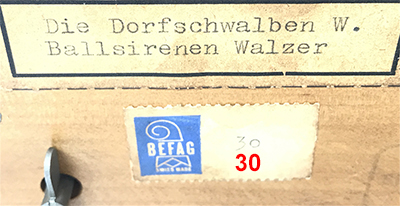 Die Dorfschwalben W.
Ballsirenen Walzer
30
BEFAG
30
SWISS MADE